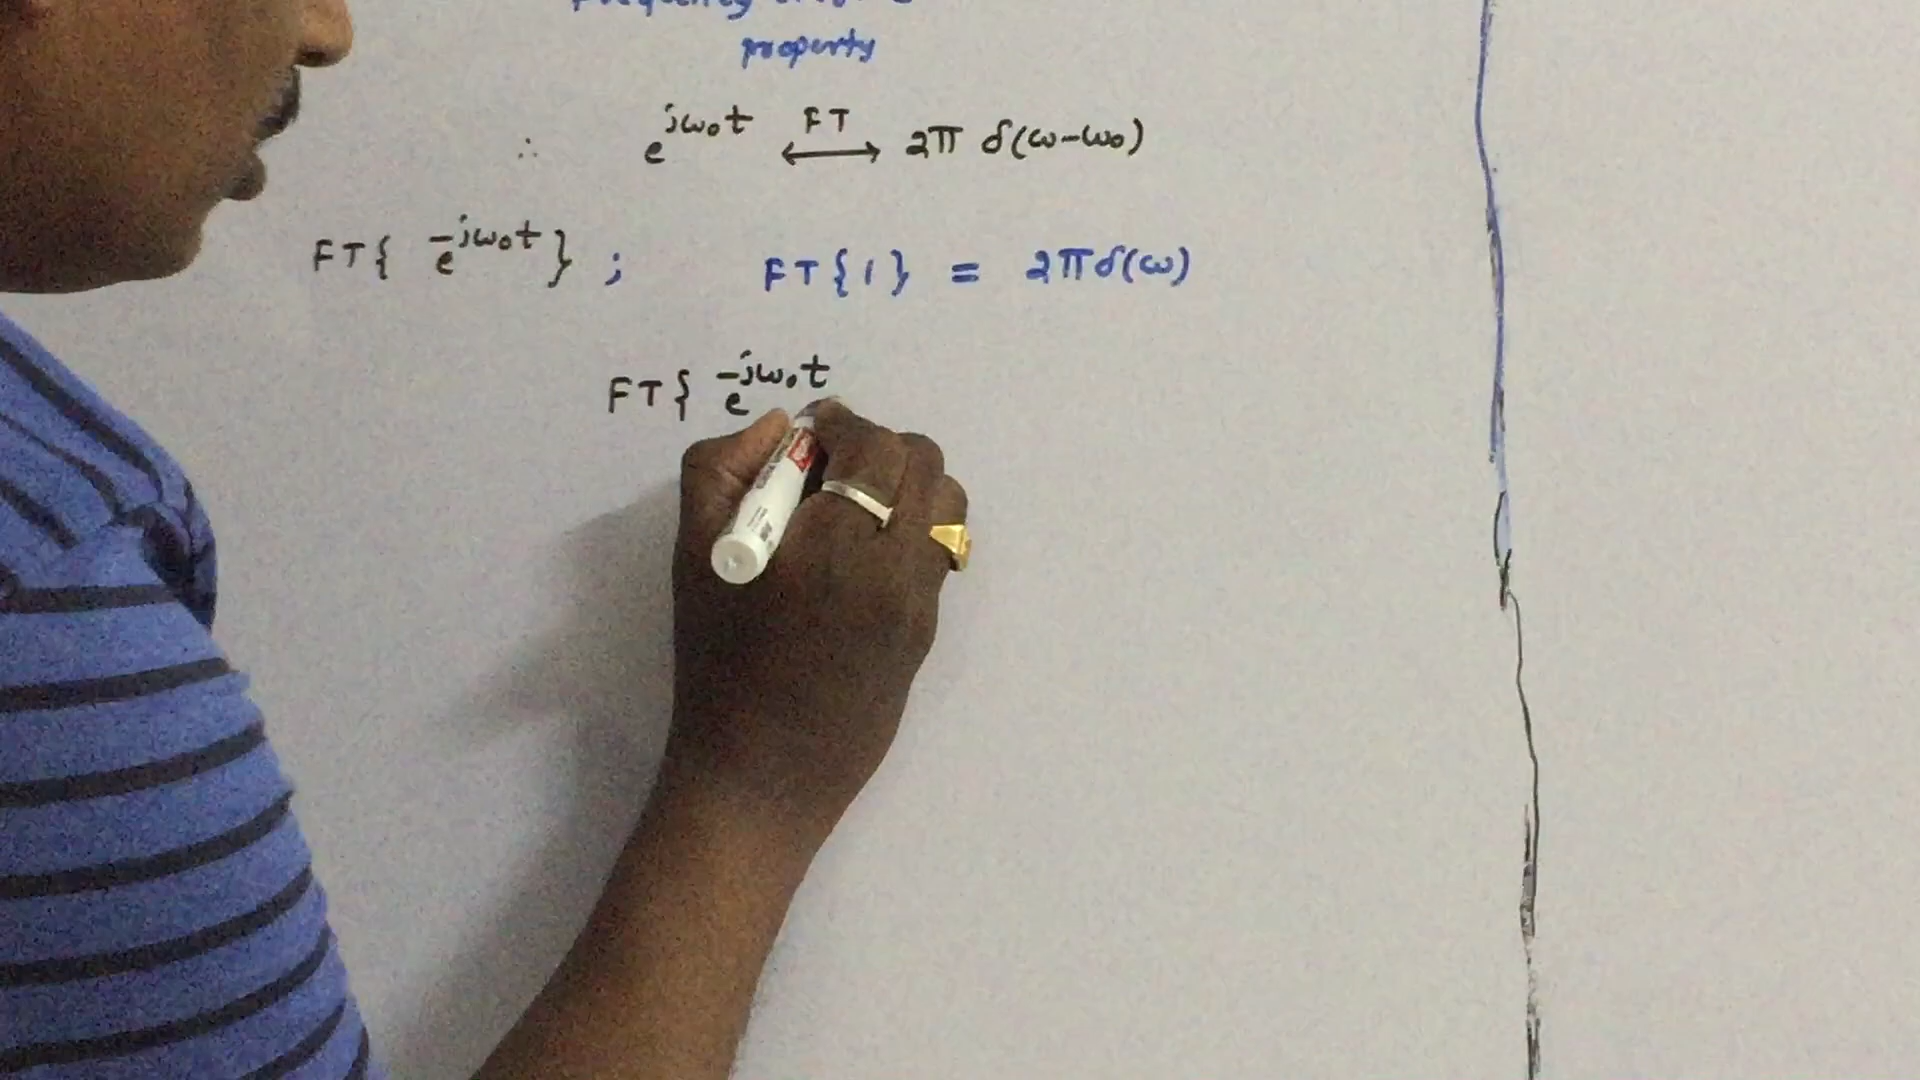 property
∴ e^{jω₀t} ⟷^{FT} 2π δ(ω-ω₀)
FT{ e^{-jω₀t} } ; FT{1} = 2πδ(ω)
FT{ e^{-jω₀t}